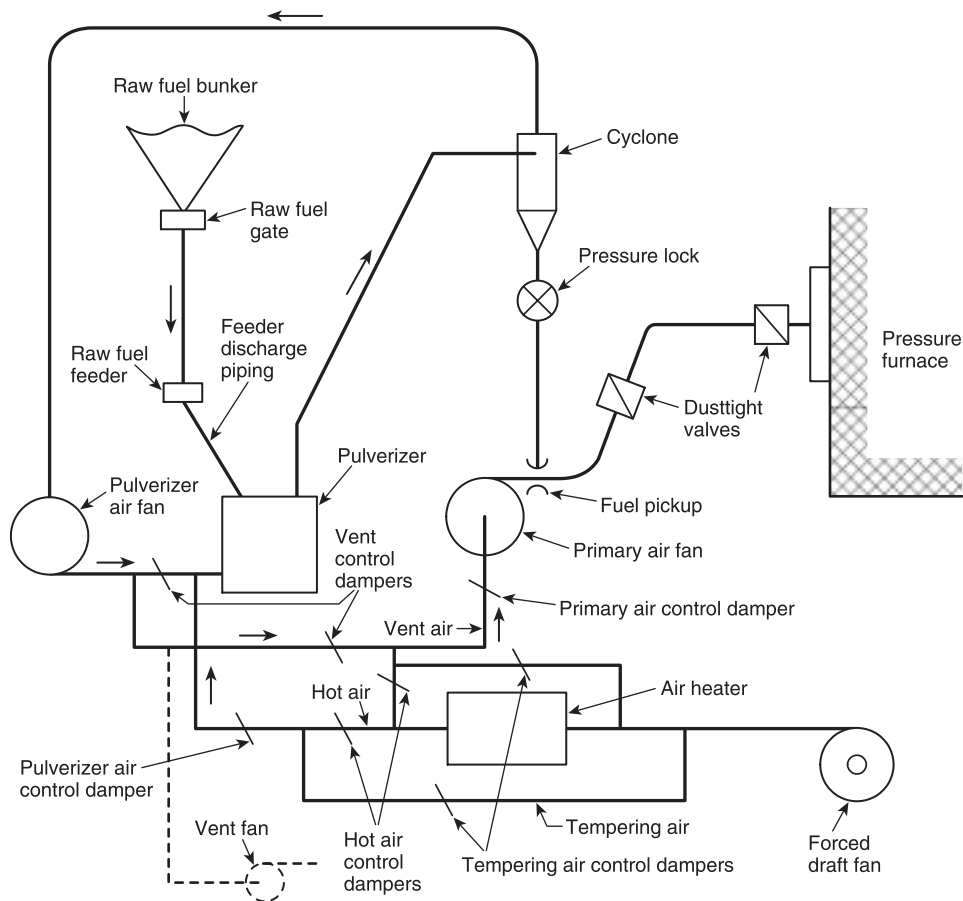 Raw fuel bunker
Cyclone
Raw fuel
gate
Pressure lock
Feeder
discharge
piping
Raw fuel
feeder
Pressure
furnace
Dusttight
valves
Pulverizer
Pulverizer
air fan
Fuel pickup
Vent
control
dampers
Primary air fan
Primary air control damper
Vent air
Hot air
Air heater
Pulverizer air
control damper
Tempering air
Vent fan
Hot air
control
dampers
Tempering air control dampers
Forced
draft fan